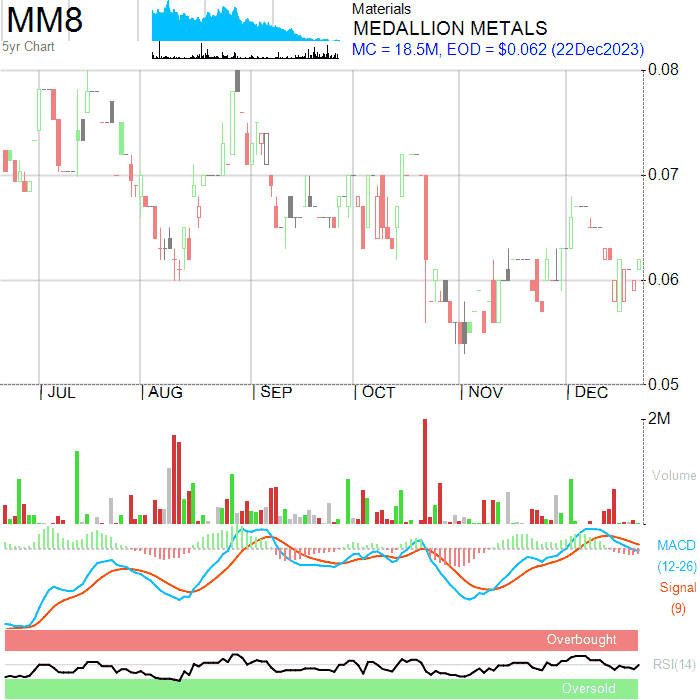 MM8
5yr Chart
Materials
MEDALLION METALS
MC = 18.5M, EOD = $0.062 (22Dec2023)
0.08
0.07
0.06
0.05
JUL AUG SEP OCT NOV DEC
2M
Volume
MACD
(12-26)
Signal
(9)
Overbought
RSI(14)
Oversold